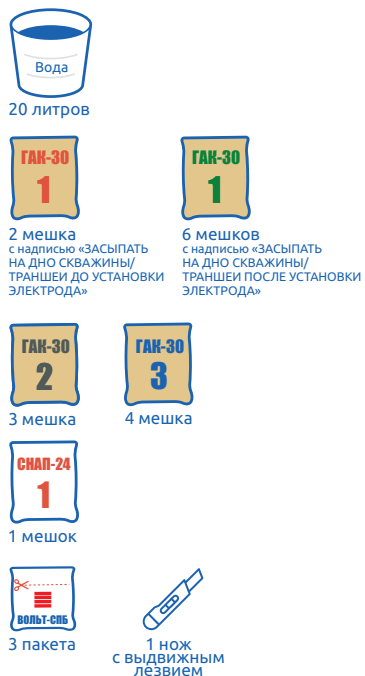 Вода
20 литров
ГАК-30
1
ГАК-30
1
2 мешка
с надписью «ЗАСЫПАТЬ
НА ДНО СКВАЖИНЫ/
ТРАНШЕИ ДО УСТАНОВКИ
ЭЛЕКТРОДА»
6 мешков
с надписью «ЗАСЫПАТЬ
НА ДНО СКВАЖИНЫ/
ТРАНШЕИ ПОСЛЕ УСТАНОВКИ
ЭЛЕКТРОДА»
ГАК-30
2
ГАК-30
3
3 мешка
4 мешка
СНАП-24
1
1 мешок
ВОЛЬТ-СПБ
3 пакета
1 нож
с выдвижным
лезвием